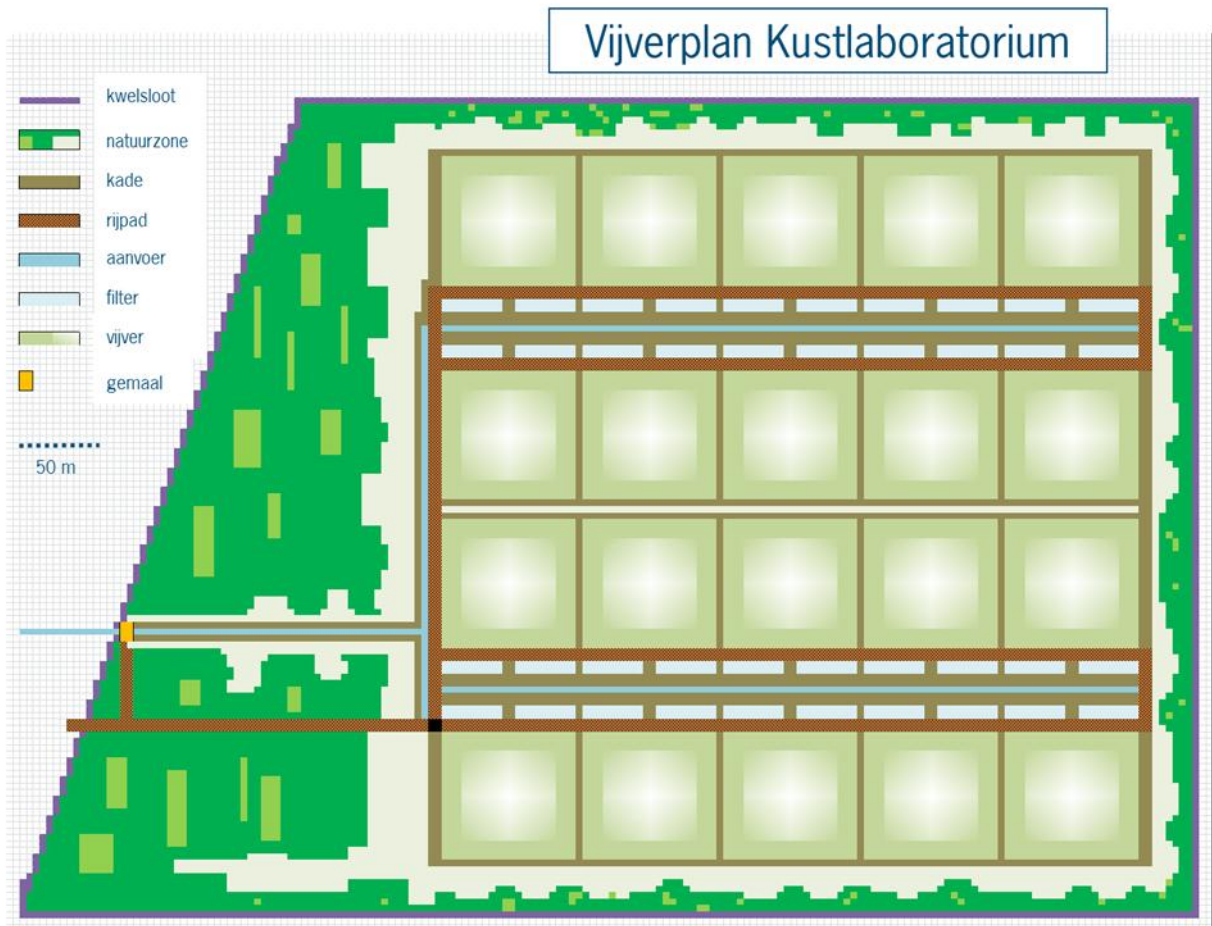 Vijverplan Kustlaboratorium
kwelsloot
natuurzone
kade
rijpad
aanvoer
filter
vijver
gemaal
50 m